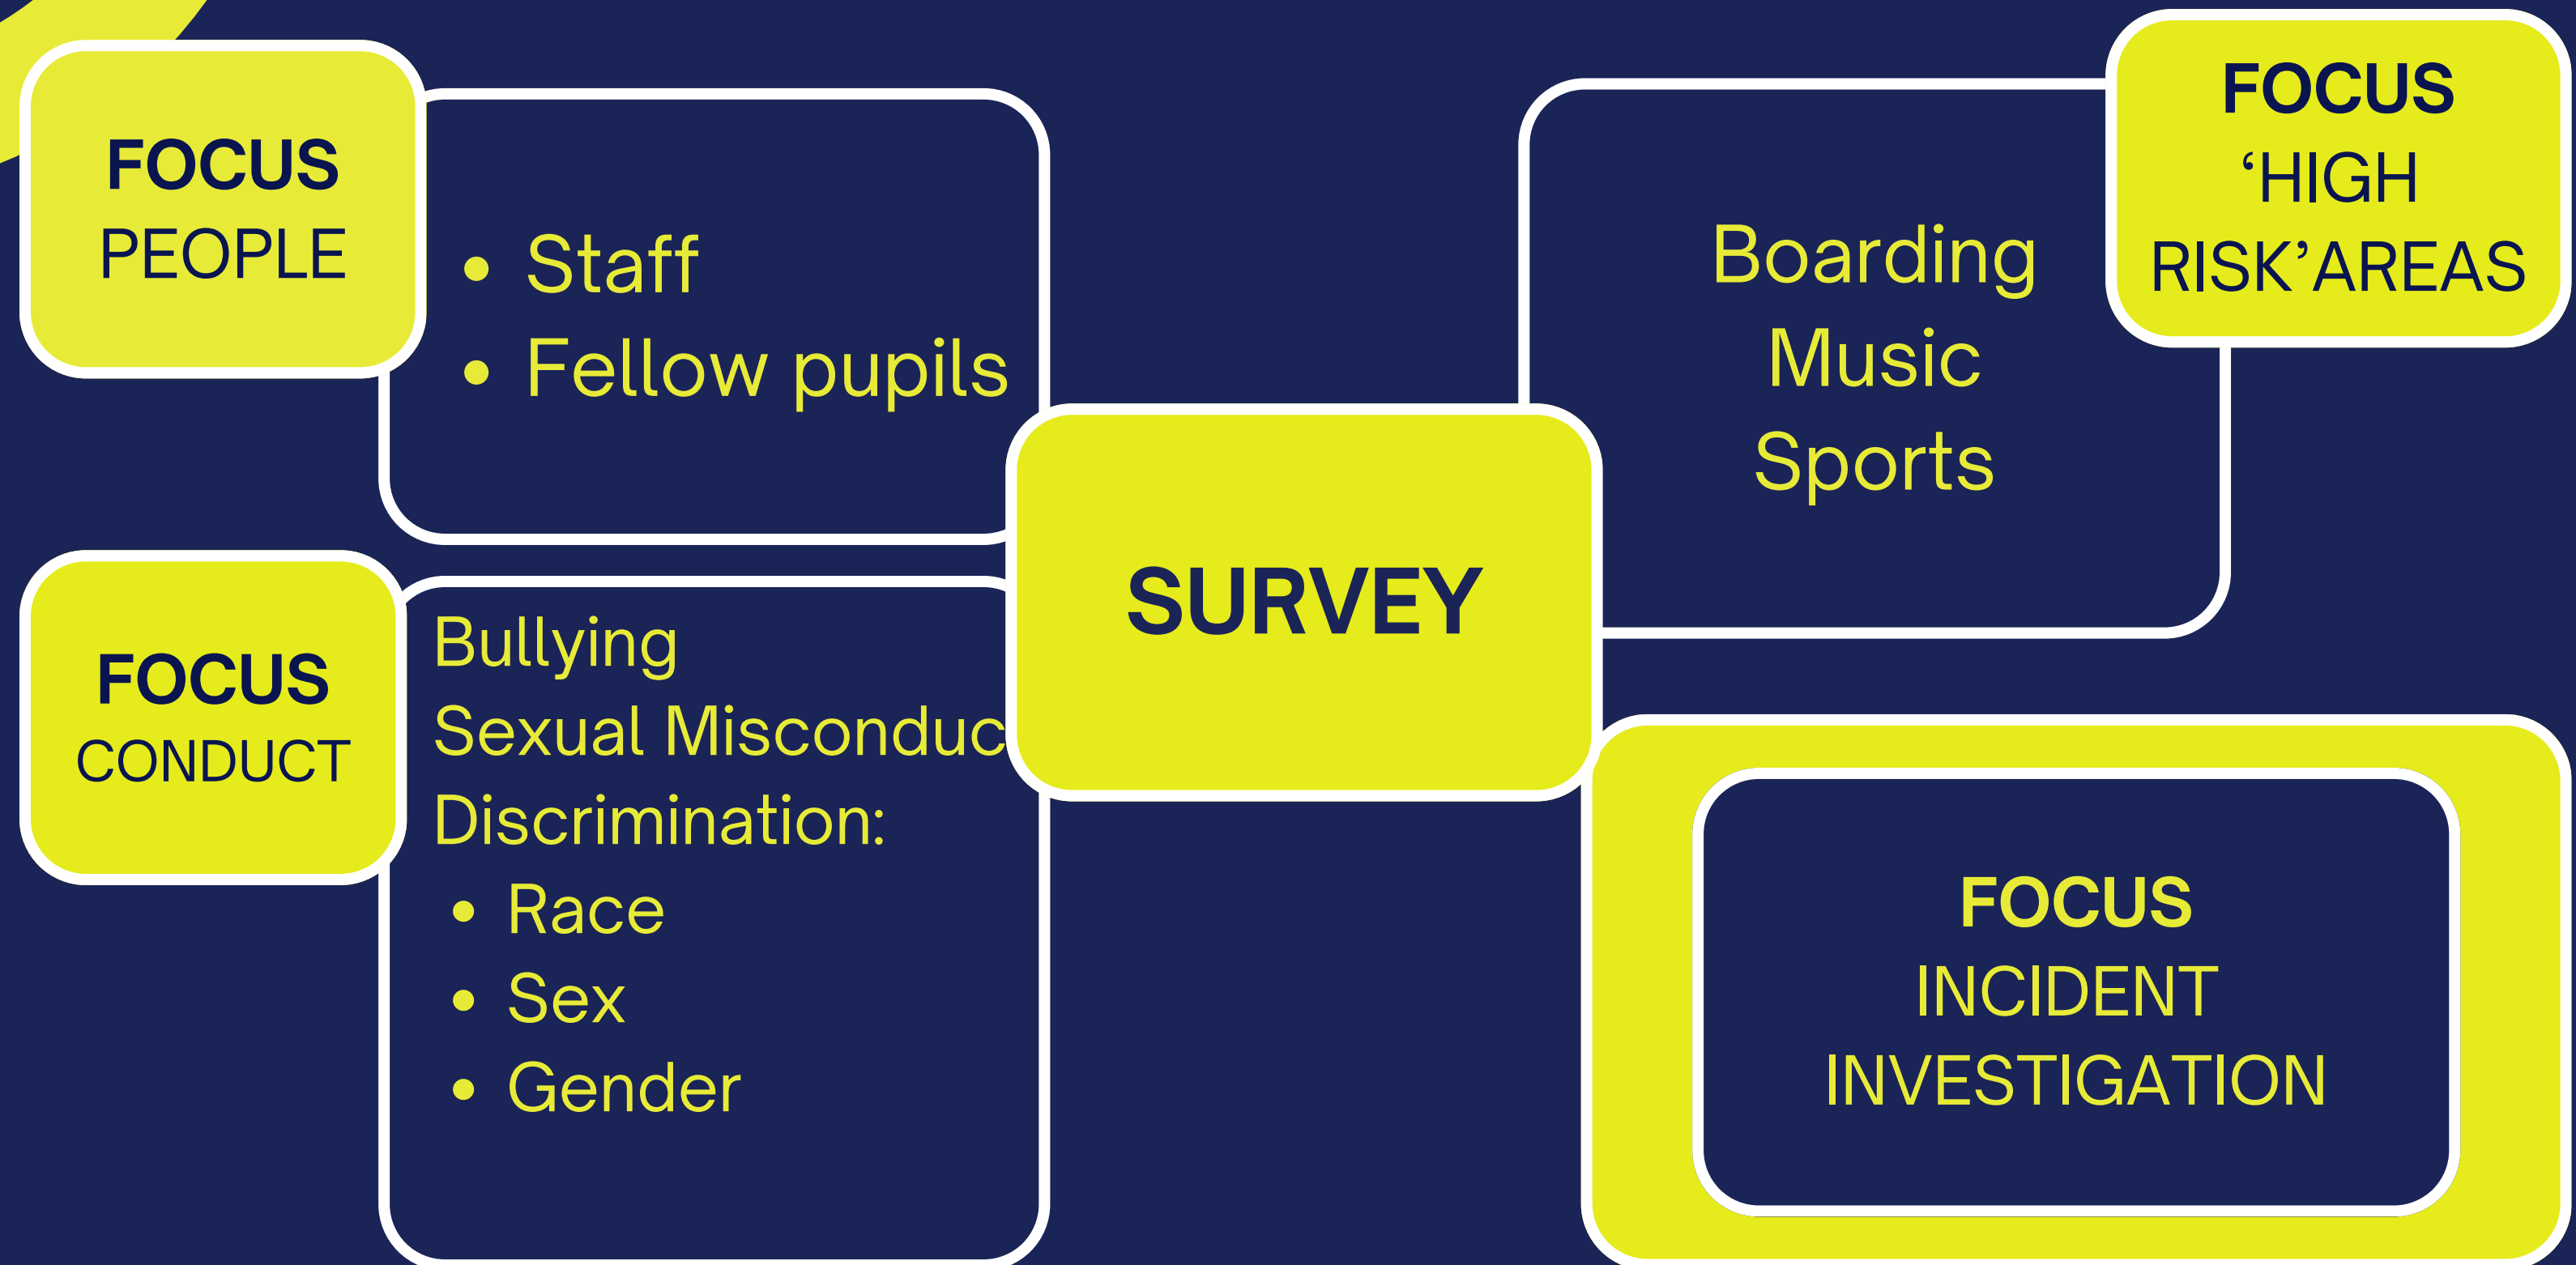 FOCUS
PEOPLE
• Staff
• Fellow pupils
FOCUS
‘HIGH
RISK’AREAS
Boarding
Music
Sports
SURVEY
FOCUS
CONDUCT
Bullying
Sexual Misconduc
Discrimination:
• Race
• Sex
• Gender
FOCUS
INCIDENT
INVESTIGATION